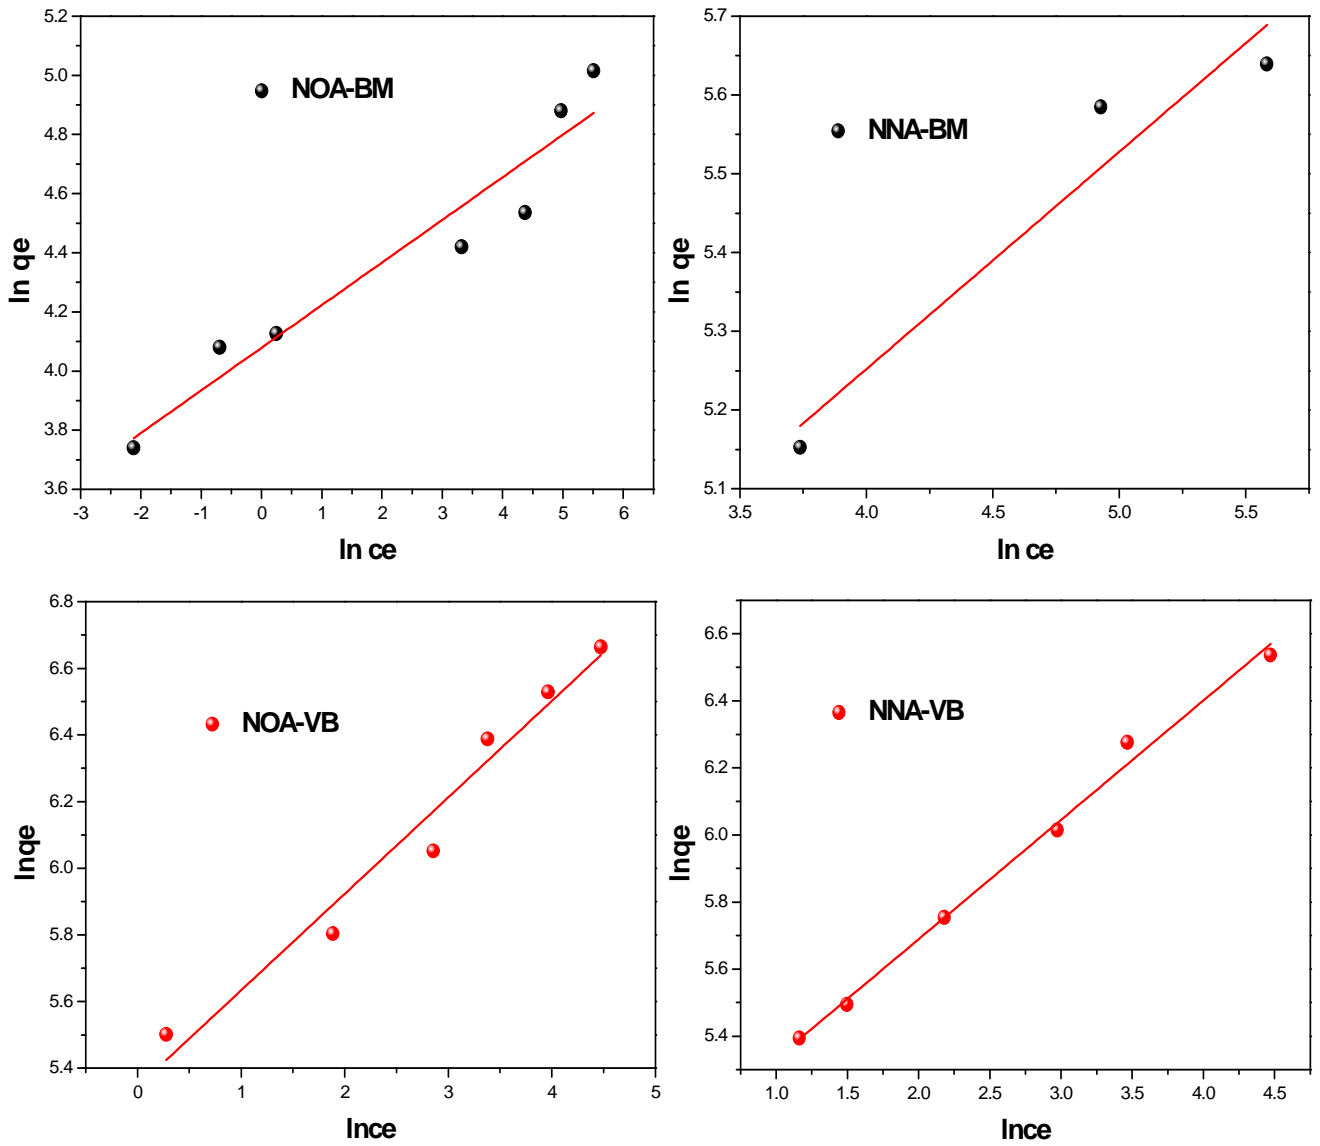 5.2
5.0
4.8
4.6
4.4
4.2
4.0
3.8
3.6
-3 -2 -1 0 1 2 3 4 5 6
NOA-BM
ln qe
ln ce
5.7
5.6
5.5
5.4
5.3
5.2
5.1
3.5 4.0 4.5 5.0 5.5
NNA-BM
ln qe
ln ce
6.8
6.6
6.4
6.2
6.0
5.8
5.6
5.4
0 1 2 3 4 5
NOA-VB
lnqe
lnce
6.6
6.4
6.2
6.0
5.8
5.6
5.4
1.0 1.5 2.0 2.5 3.0 3.5 4.0 4.5
NNA-VB
lnqe
lnce